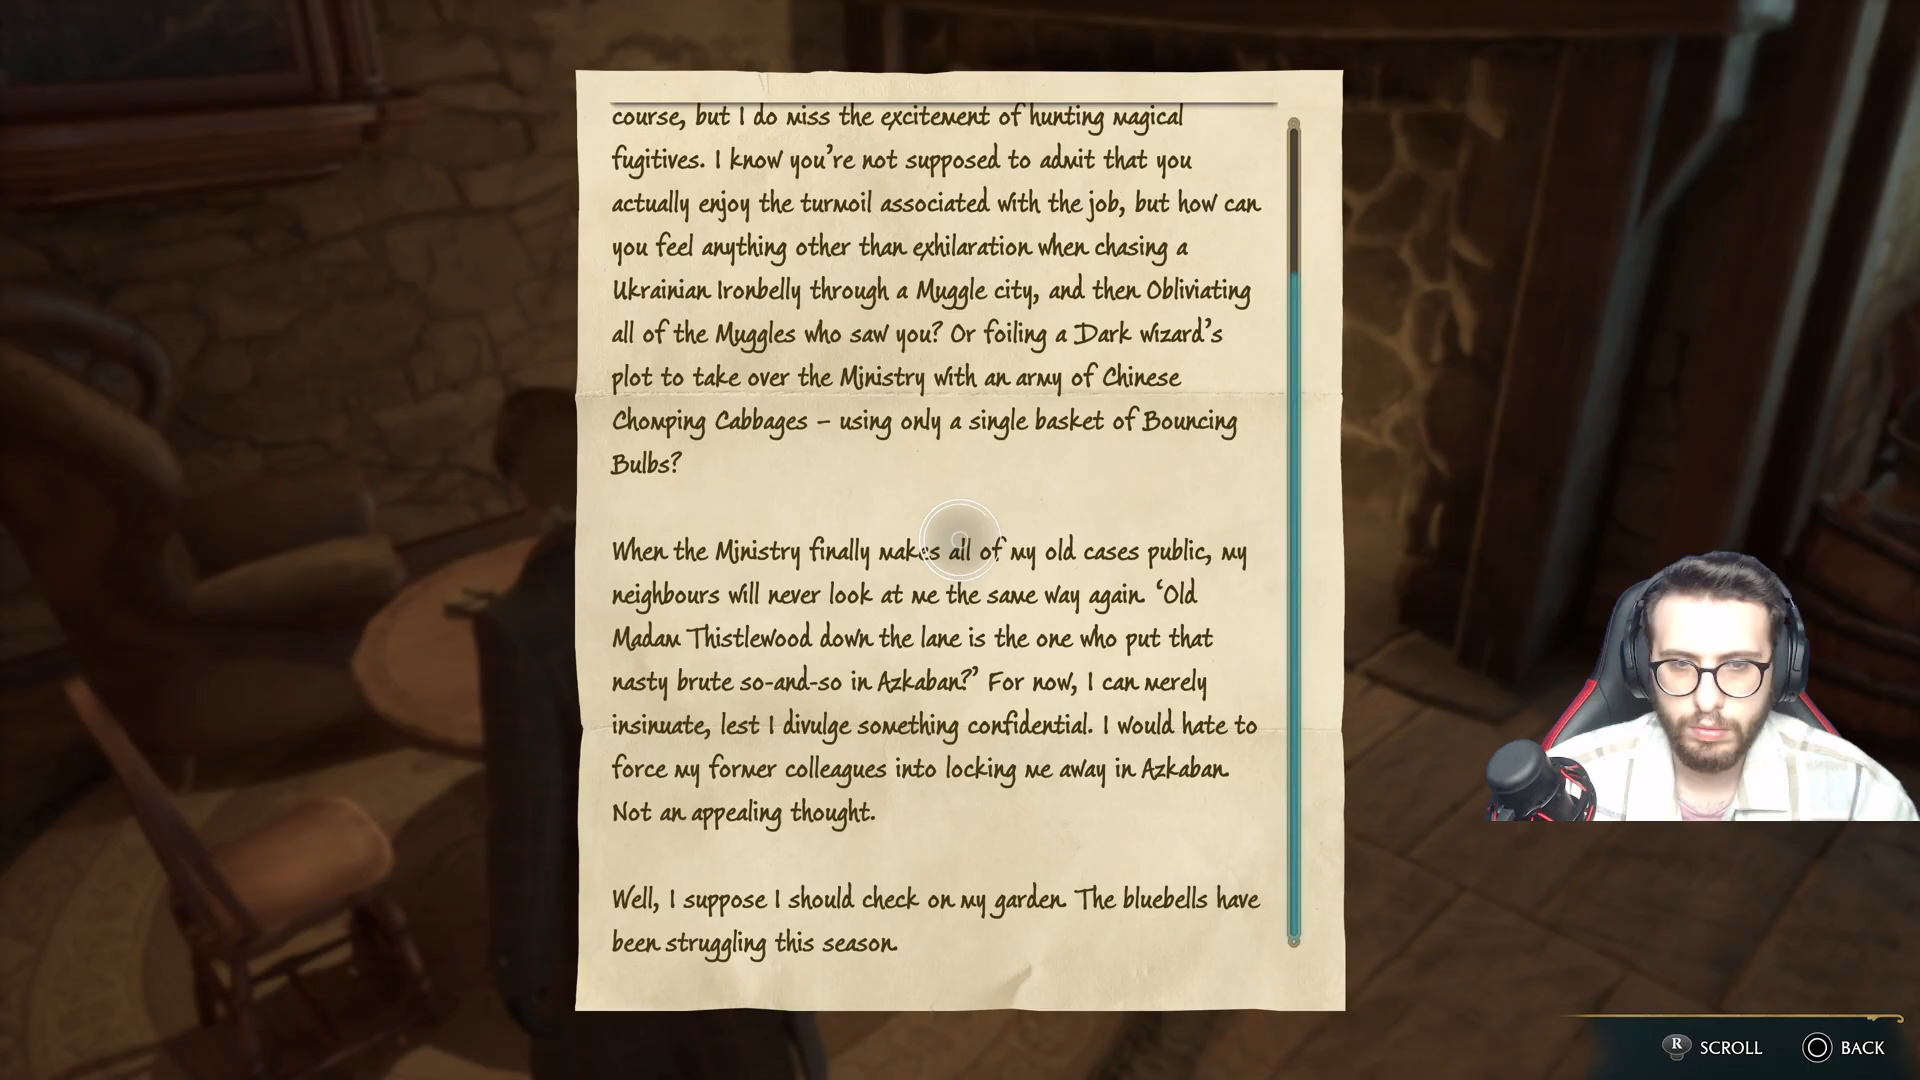 course, but I do miss the excitement of hunting magical
fugitives. I know you're not supposed to admit that you
actually enjoy the turmoil associated with the job, but how can
you feel anything other than exhilaration when chasing a
Ukrainian Ironbelly through a Muggle city, and then Obliviating
all of the Muggles who saw you? Or foiling a Dark wizard's
plot to take over the Ministry with an army of Chinese
Chomping Cabbages – using only a single basket of Bouncing
Bulbs?
When the Ministry finally makes all of my old cases public, my
neighbours will never look at me the same way again. 'Old
Madam Thistlewood down the lane is the one who put that
nasty brute so-and-so in Azkaban?' For now, I can merely
insinuate, lest I divulge something confidential. I would hate to
force my former colleagues into locking me away in Azkaban.
Not an appealing thought.
Well, I suppose I should check on my garden. The bluebells have
been struggling this season.
R SCROLL
BACK